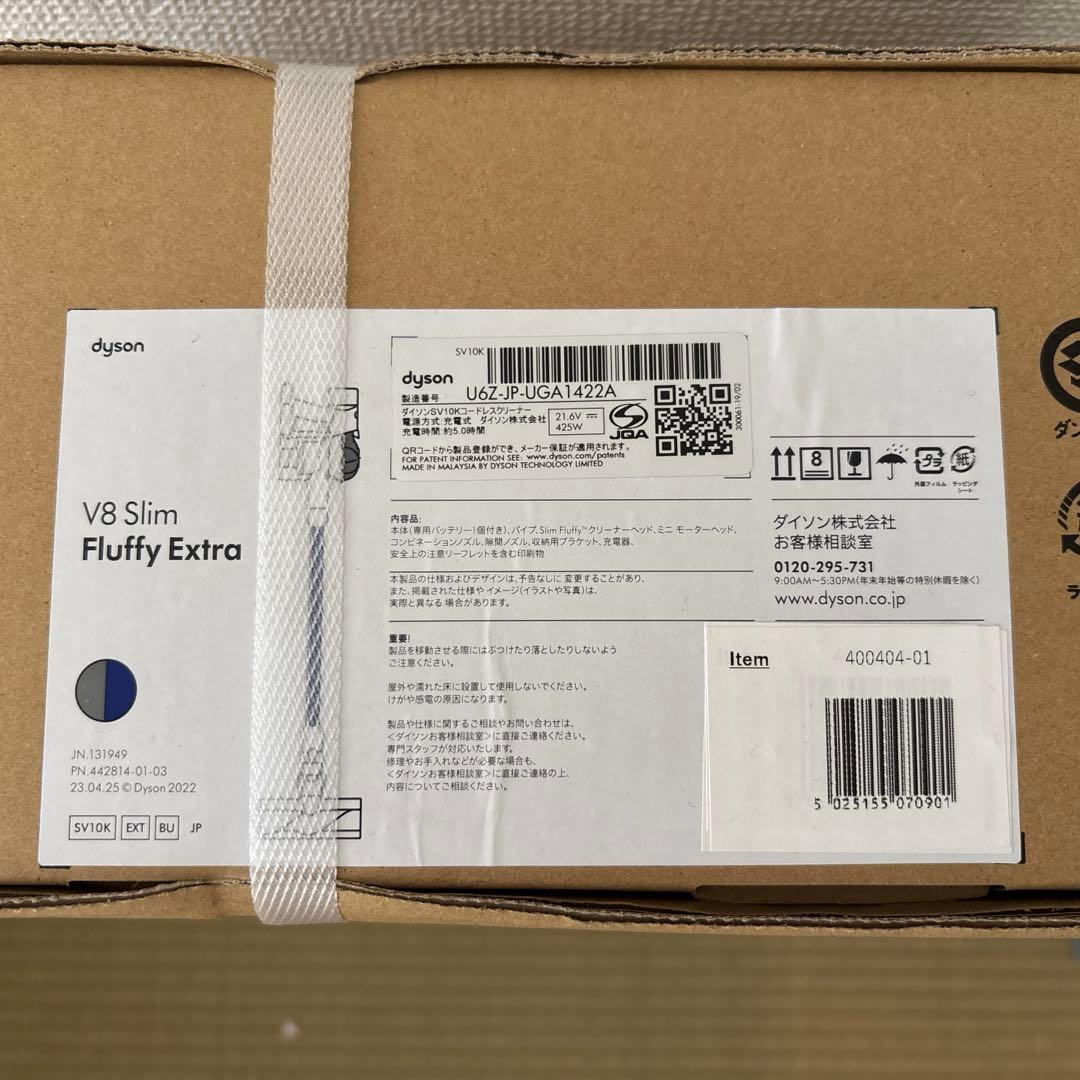 dyson
V8 Slim
Fluffy Extra
JN.131949
PN.442814-01-03
23.04.25 © Dyson 2022
SV10K EXT BU JP
SV10K
dyson
製造番号 U6Z-JP-UGA1422A
ダイソンSV10Kコードレスクリーナー
電源方式:充電式 ダイソン株式会社
充電時間:約5.0時間
21.6V
425W
JQA
300061-19/02
QRコードから製品登録ができ、メーカー保証が適用されます。
FOR PATENT INFORMATION SEE: www.dyson.com/patents
MADE IN MALAYSIA BY DYSON TECHNOLOGY LIMITED
内容品:
本体(専用バッテリー1個付き)、パイプ、Slim Fluffy™クリーナーヘッド、ミニ モーターヘッド、
コンビネーションノズル、隙間ノズル、収納用ブラケット、充電器、
安全上の注意リーフレットを含む印刷物
本製品の仕様およびデザインは、予告なしに変更することがあり、
また、掲載された仕様やイメージ(イラストや写真)は、
実際と異なる場合があります。
重要!
製品を移動させる際にはぶつけたり落としたりしないよう
ご注意ください。
屋外や濡れた床に設置して使用しないでください。
けがや感電の原因になります。
製品や仕様に関するご相談やお問い合わせは、
<ダイソンお客様相談室>に直接ご連絡ください。
専門スタッフが対応いたします。
修理やお手入れなどが必要な場合も、
<ダイソンお客様相談室>に直接ご連絡の上、
内容についてご相談ください。
8
プラ 紙
外装フィルム ラッピング
シート
ダイソン株式会社
お客様相談室
0120-295-731
9:00AM〜5:30PM(年末年始等の特別休暇を除く)
www.dyson.co.jp
Item 400404-01
5 025155 070901